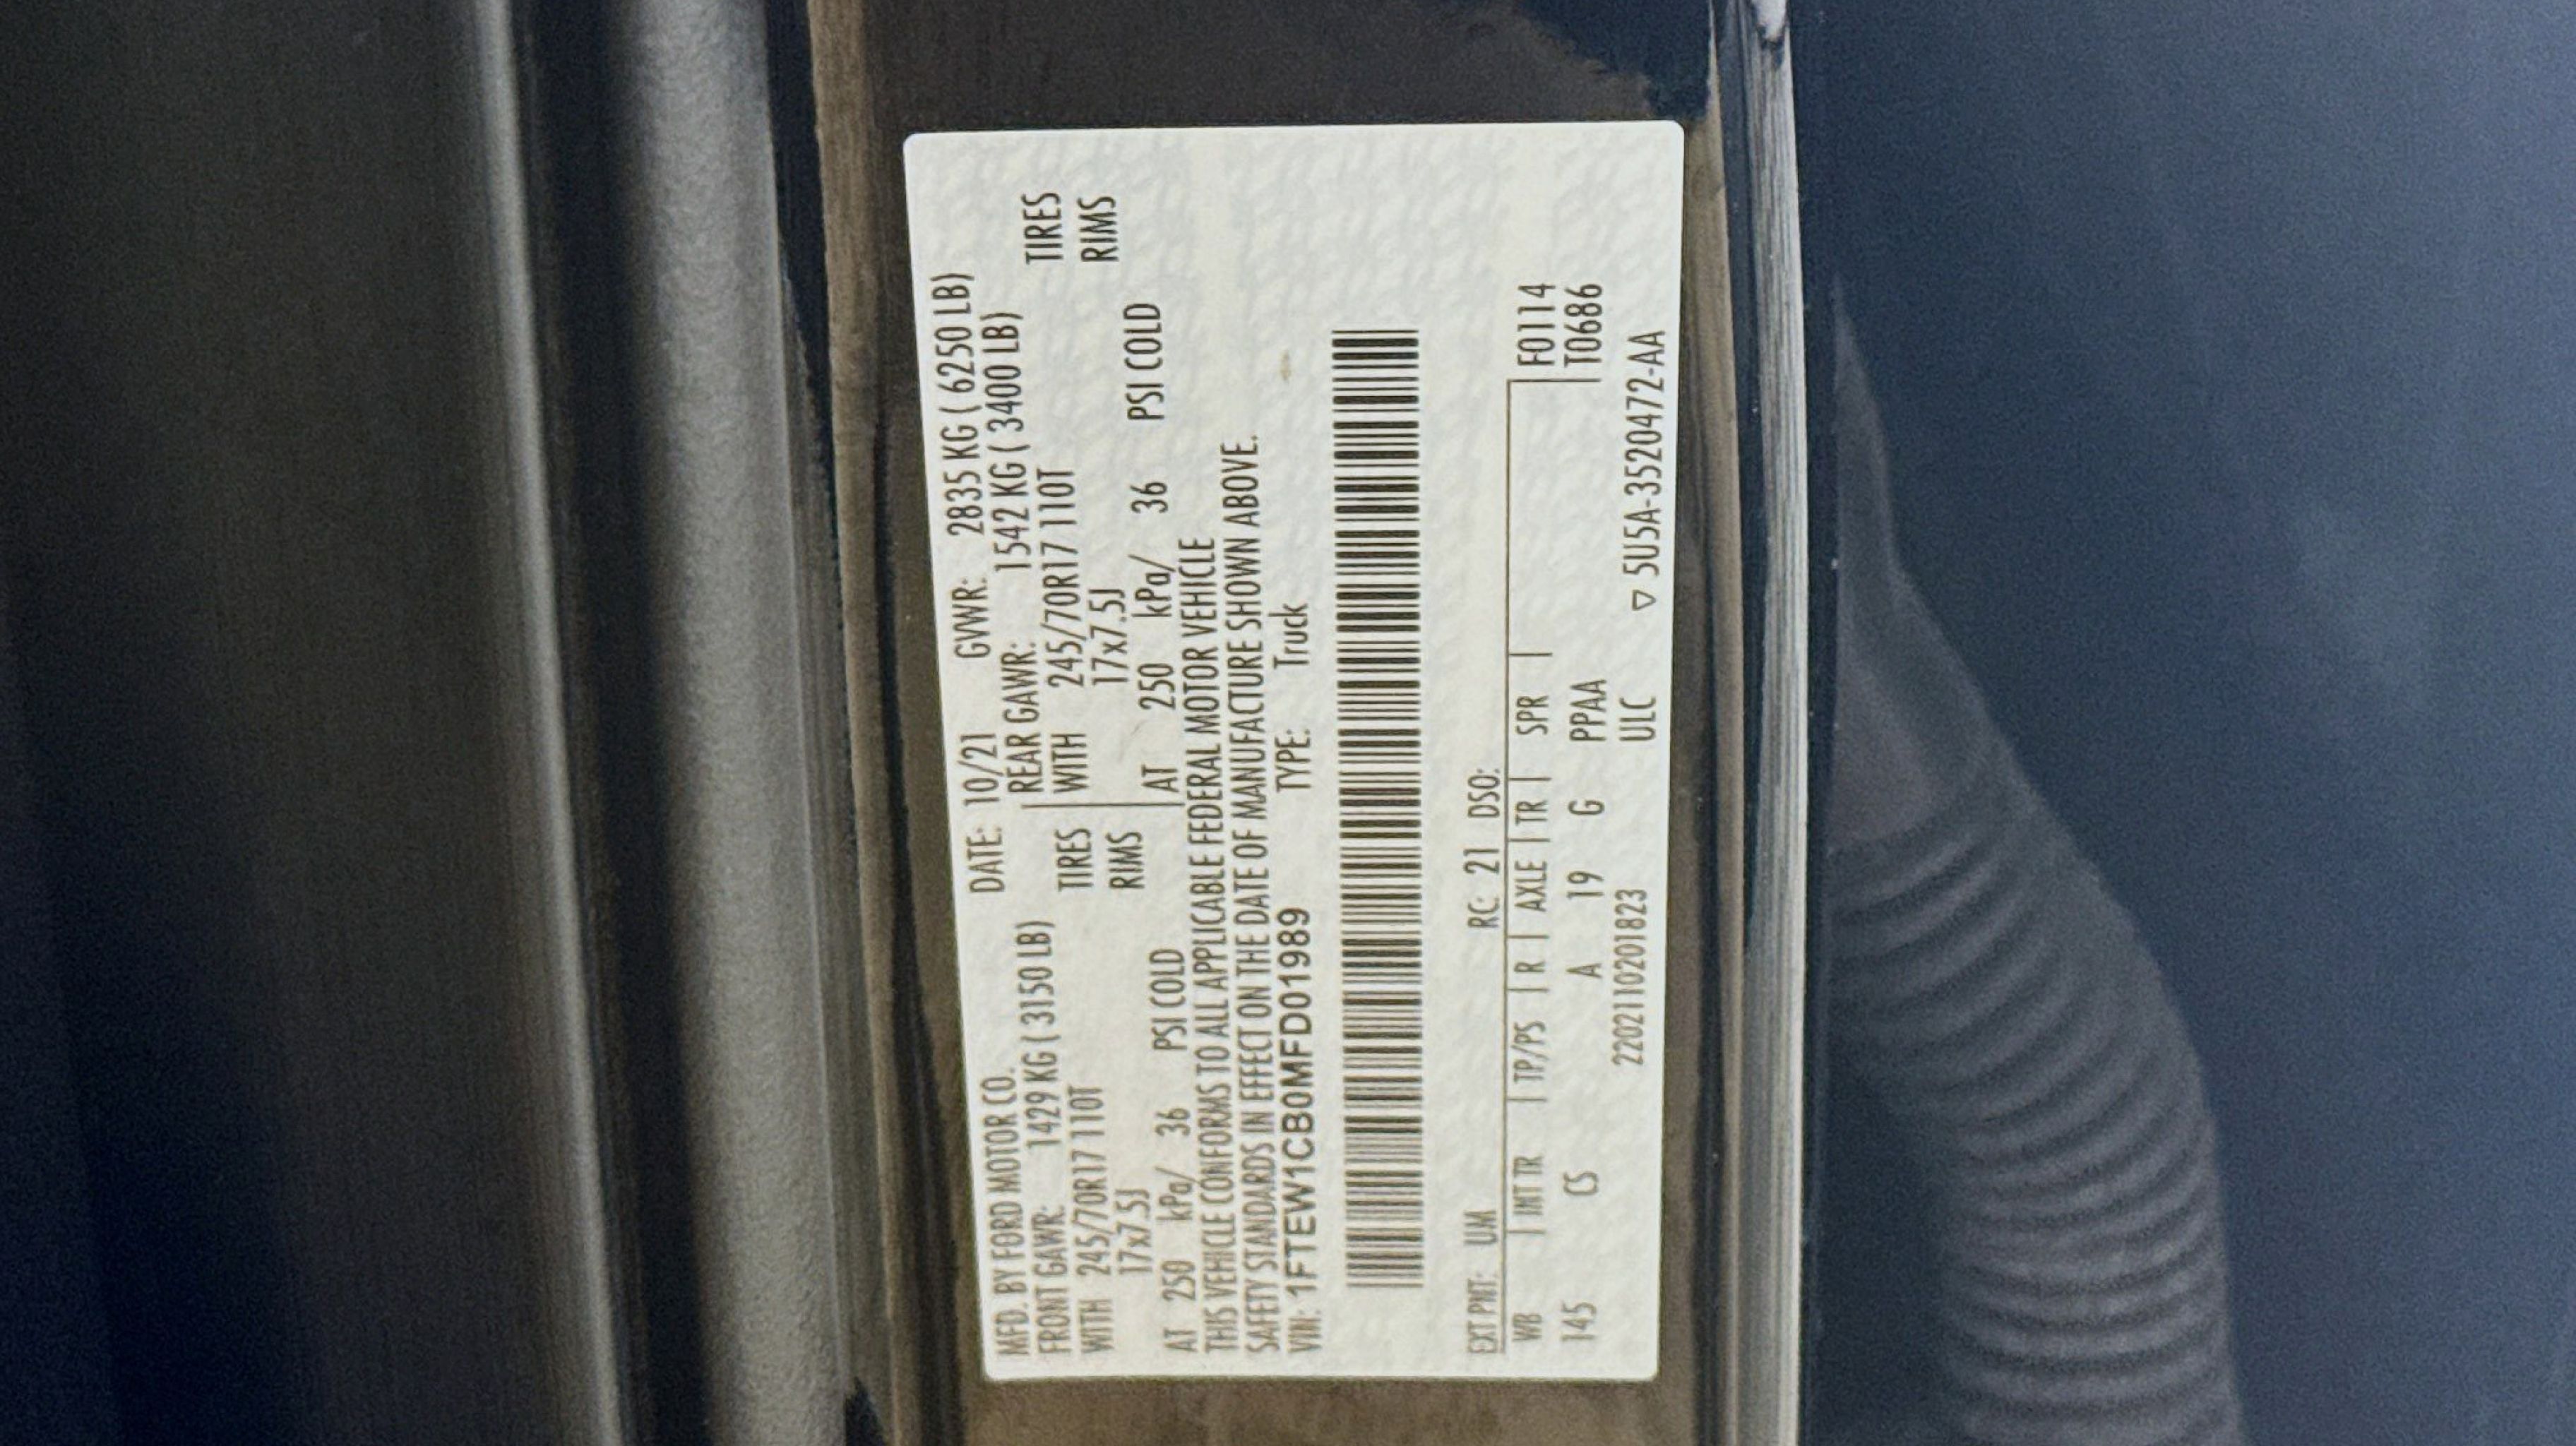 MFD. BY FORD MOTOR CO. DATE: 10/21 GVWR: 2835 KG ( 6250 LB)
FRONT GAWR: 1429 KG ( 3150 LB) REAR GAWR: 1542 KG ( 3400 LB)
WITH 245/70R17 110T TIRES WITH 245/70R17 110T TIRES
17x7.5J RIMS 17x7.5J RIMS
AT 250 kPa/ 36 PSI COLD AT 250 kPa/ 36 PSI COLD
THIS VEHICLE CONFORMS TO ALL APPLICABLE FEDERAL MOTOR VEHICLE
SAFETY STANDARDS IN EFFECT ON THE DATE OF MANUFACTURE SHOWN ABOVE.
VIN: 1FTEW1CB0MFD01989 TYPE: Truck
EXT PNT: UM RC: 21 DSO:
WB | INT TR | TP/PS | R | AXLE | TR | SPR | F0114
145 CS A 19 G PPAA T0686
2202110201823 ULC ▽ 5U5A-3520472-AA